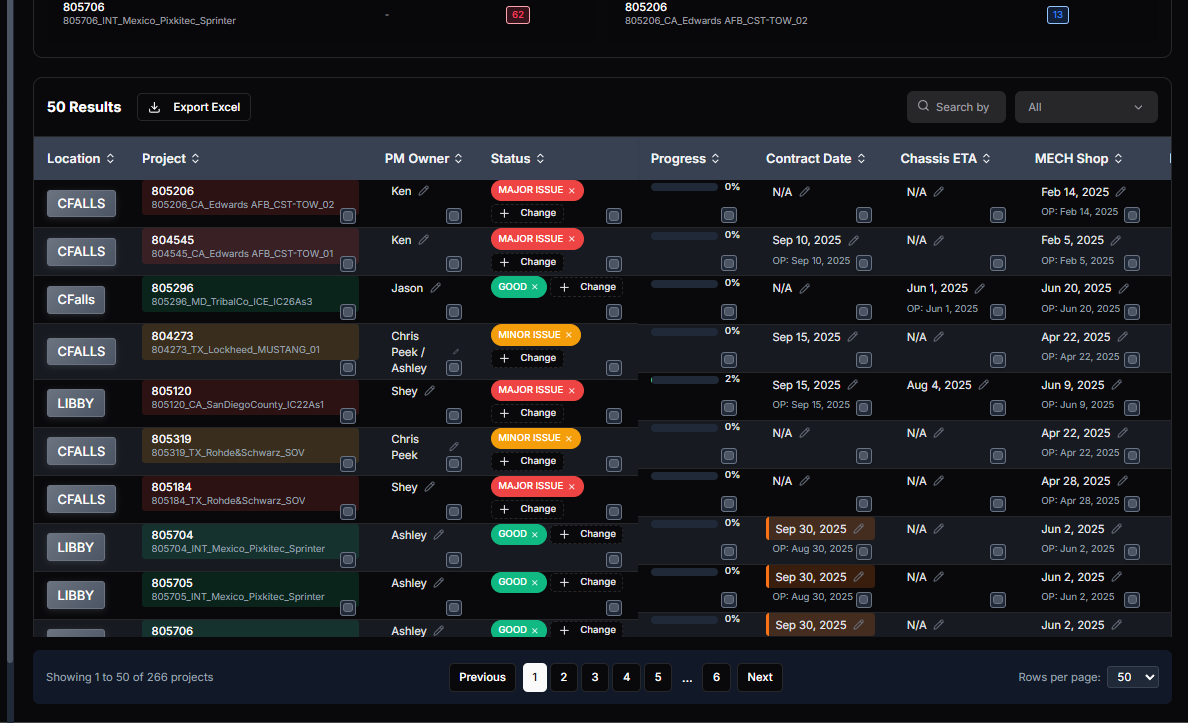 805706
805706_INT_Mexico_Pixkitec_Sprinter
-
62
805206
805206_CA_Edwards AFB_CST-TOW_02
13
50 Results
Export Excel
Search by
All
Location
Project
PM Owner
Status
Progress
Contract Date
Chassis ETA
MECH Shop
CFALLS
805206
805206_CA_Edwards AFB_CST-TOW_02
Ken
MAJOR ISSUE ×
+ Change
0%
N/A
N/A
Feb 14, 2025
OP: Feb 14, 2025
CFALLS
804545
804545_CA_Edwards AFB_CST-TOW_01
Ken
MAJOR ISSUE ×
+ Change
0%
Sep 10, 2025
OP: Sep 10, 2025
N/A
Feb 5, 2025
OP: Feb 5, 2025
CFalls
805296
805296_MD_TribalCo_ICE_IC26As3
Jason
GOOD ×
+ Change
0%
N/A
Jun 1, 2025
OP: Jun 1, 2025
Jun 20, 2025
OP: Jun 20, 2025
CFALLS
804273
804273_TX_Lockheed_MUSTANG_01
Chris
Peek /
Ashley
MINOR ISSUE ×
+ Change
0%
Sep 15, 2025
N/A
Apr 22, 2025
OP: Apr 22, 2025
LIBBY
805120
805120_CA_SanDiegoCounty_IC22As1
Shey
MAJOR ISSUE ×
+ Change
2%
Sep 15, 2025
OP: Sep 15, 2025
Aug 4, 2025
Jun 9, 2025
OP: Jun 9, 2025
CFALLS
805319
805319_TX_Rohde&Schwarz_SOV
Chris
Peek
MINOR ISSUE ×
+ Change
0%
N/A
N/A
Apr 22, 2025
OP: Apr 22, 2025
CFALLS
805184
805184_TX_Rohde&Schwarz_SOV
Shey
MAJOR ISSUE ×
+ Change
0%
N/A
N/A
Apr 28, 2025
OP: Apr 28, 2025
LIBBY
805704
805704_INT_Mexico_Pixkitec_Sprinter
Ashley
GOOD ×
+ Change
0%
Sep 30, 2025
OP: Aug 30, 2025
N/A
Jun 2, 2025
OP: Jun 2, 2025
LIBBY
805705
805705_INT_Mexico_Pixkitec_Sprinter
Ashley
GOOD ×
+ Change
0%
Sep 30, 2025
OP: Aug 30, 2025
N/A
Jun 2, 2025
OP: Jun 2, 2025
805706
Ashley
GOOD ×
+ Change
0%
Sep 30, 2025
N/A
Jun 2, 2025
Showing 1 to 50 of 266 projects
Previous 1 2 3 4 5 ... 6 Next
Rows per page: 50